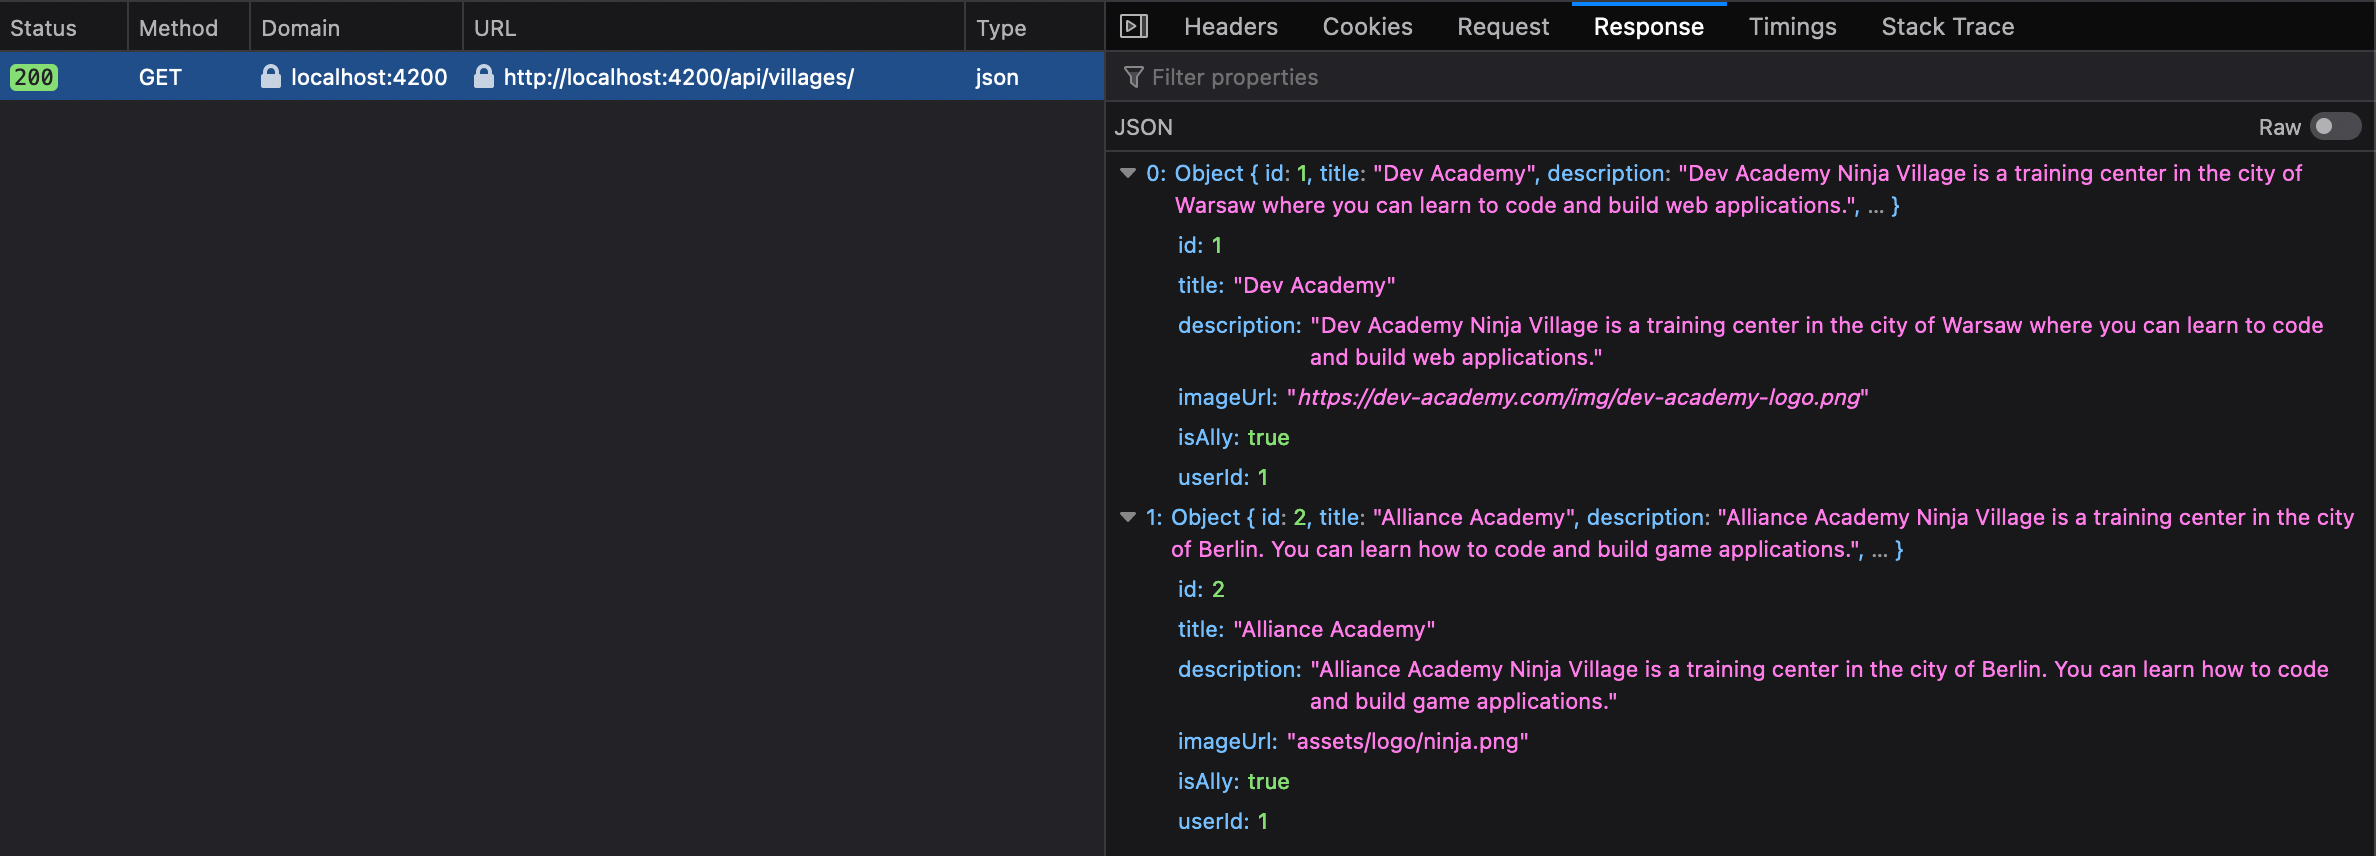 Status Method Domain URL Type
200 GET localhost:4200 http://localhost:4200/api/villages/ json
Headers Cookies Request Response Timings Stack Trace
Filter properties
JSON Raw
0: Object { id: 1, title: "Dev Academy", description: "Dev Academy Ninja Village is a training center in the city of
Warsaw where you can learn to code and build web applications.", … }
id: 1
title: "Dev Academy"
description: "Dev Academy Ninja Village is a training center in the city of Warsaw where you can learn to code
and build web applications."
imageUrl: "https://dev-academy.com/img/dev-academy-logo.png"
isAlly: true
userId: 1
1: Object { id: 2, title: "Alliance Academy", description: "Alliance Academy Ninja Village is a training center in the city
of Berlin. You can learn how to code and build game applications.", … }
id: 2
title: "Alliance Academy"
description: "Alliance Academy Ninja Village is a training center in the city of Berlin. You can learn how to code
and build game applications."
imageUrl: "assets/logo/ninja.png"
isAlly: true
userId: 1